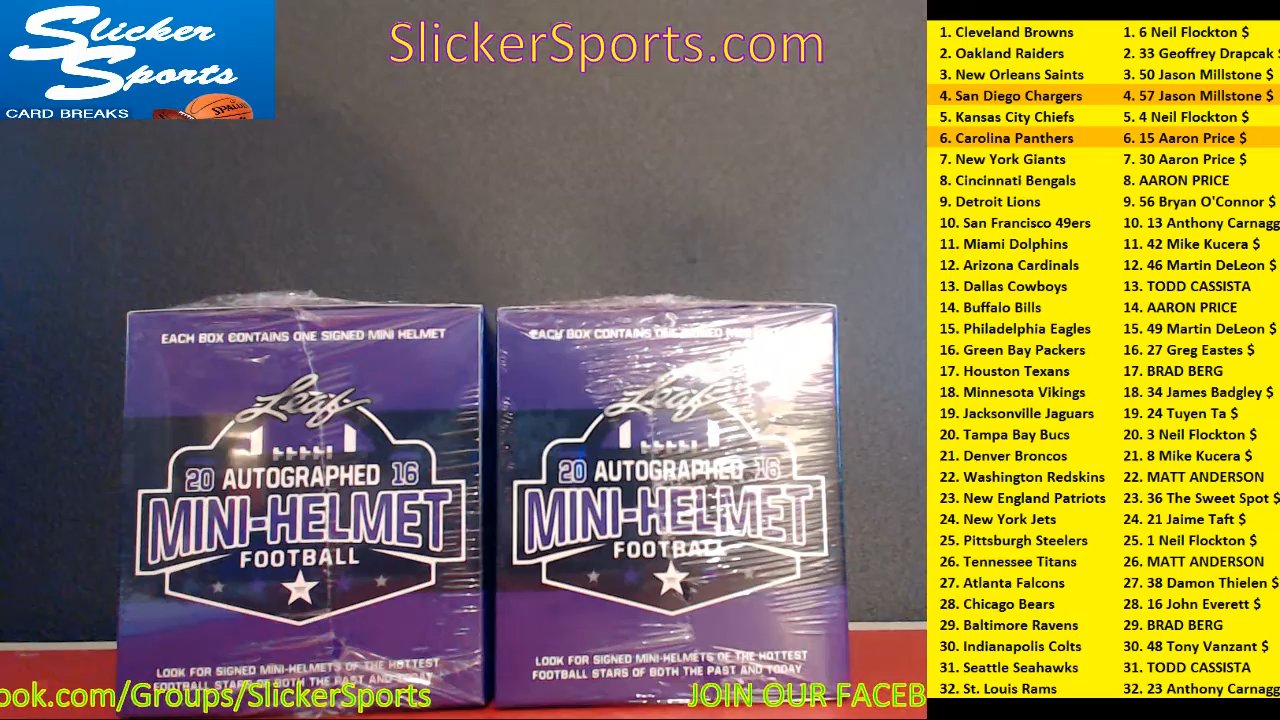 Slicker
Sports
CARD BREAKS
SPALDING
SlickerSports.com
EACH BOX CONTAINS ONE SIGNED MINI HELMET
Leaf
20 AUTOGRAPHED 16
MINI-HELMET
FOOTBALL
LOOK FOR SIGNED MINI-HELMETS OF THE HOTTEST
FOOTBALL STARS OF BOTH THE PAST AND TODAY
EACH BOX CONTAINS ONE SIGNED
Leaf
20 AUTOGRAPHED 16
MINI-HELMET
FOOTBALL
LOOK FOR SIGNED MINI-HELMETS OF THE HOTTEST
FOOTBALL STARS OF BOTH THE PAST AND TODAY
ook.com/Groups/SlickerSports JOIN OUR FACEB
1. Cleveland Browns 1. 6 Neil Flockton $
2. Oakland Raiders 2. 33 Geoffrey Drapcak $
3. New Orleans Saints 3. 50 Jason Millstone $
4. San Diego Chargers 4. 57 Jason Millstone $
5. Kansas City Chiefs 5. 4 Neil Flockton $
6. Carolina Panthers 6. 15 Aaron Price $
7. New York Giants 7. 30 Aaron Price $
8. Cincinnati Bengals 8. AARON PRICE
9. Detroit Lions 9. 56 Bryan O'Connor $
10. San Francisco 49ers 10. 13 Anthony Carnagg
11. Miami Dolphins 11. 42 Mike Kucera $
12. Arizona Cardinals 12. 46 Martin DeLeon $
13. Dallas Cowboys 13. TODD CASSISTA
14. Buffalo Bills 14. AARON PRICE
15. Philadelphia Eagles 15. 49 Martin DeLeon $
16. Green Bay Packers 16. 27 Greg Eastes $
17. Houston Texans 17. BRAD BERG
18. Minnesota Vikings 18. 34 James Badgley $
19. Jacksonville Jaguars 19. 24 Tuyen Ta $
20. Tampa Bay Bucs 20. 3 Neil Flockton $
21. Denver Broncos 21. 8 Mike Kucera $
22. Washington Redskins 22. MATT ANDERSON
23. New England Patriots 23. 36 The Sweet Spot $
24. New York Jets 24. 21 Jaime Taft $
25. Pittsburgh Steelers 25. 1 Neil Flockton $
26. Tennessee Titans 26. MATT ANDERSON
27. Atlanta Falcons 27. 38 Damon Thielen $
28. Chicago Bears 28. 16 John Everett $
29. Baltimore Ravens 29. BRAD BERG
30. Indianapolis Colts 30. 48 Tony Vanzant $
31. Seattle Seahawks 31. TODD CASSISTA
32. St. Louis Rams 32. 23 Anthony Carnagg